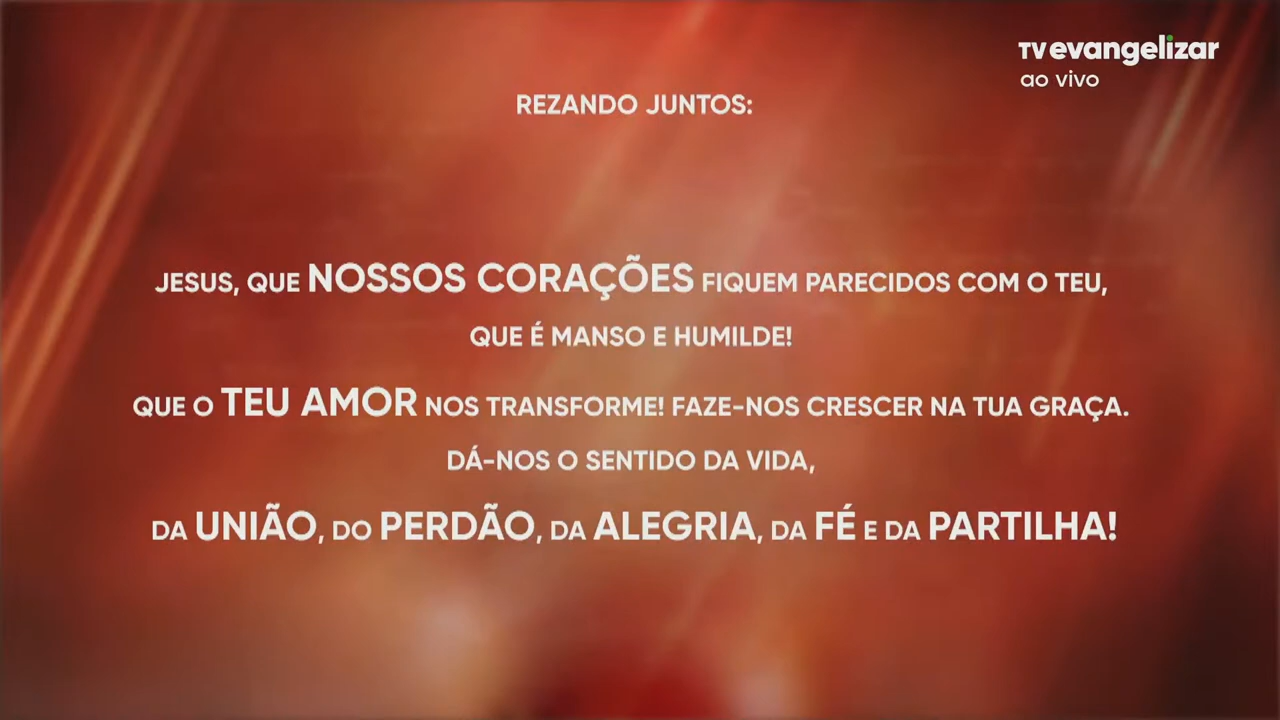 TV evangelizar
ao vivo
REZANDO JUNTOS:
JESUS, QUE NOSSOS CORAÇÕES FIQUEM PARECIDOS COM O TEU,
QUE É MANSO E HUMILDE!
QUE O TEU AMOR NOS TRANSFORME! FAZE-NOS CRESCER NA TUA GRAÇA.
DÁ-NOS O SENTIDO DA VIDA,
DA UNIÃO, DO PERDÃO, DA ALEGRIA, DA FÉ E DA PARTILHA!